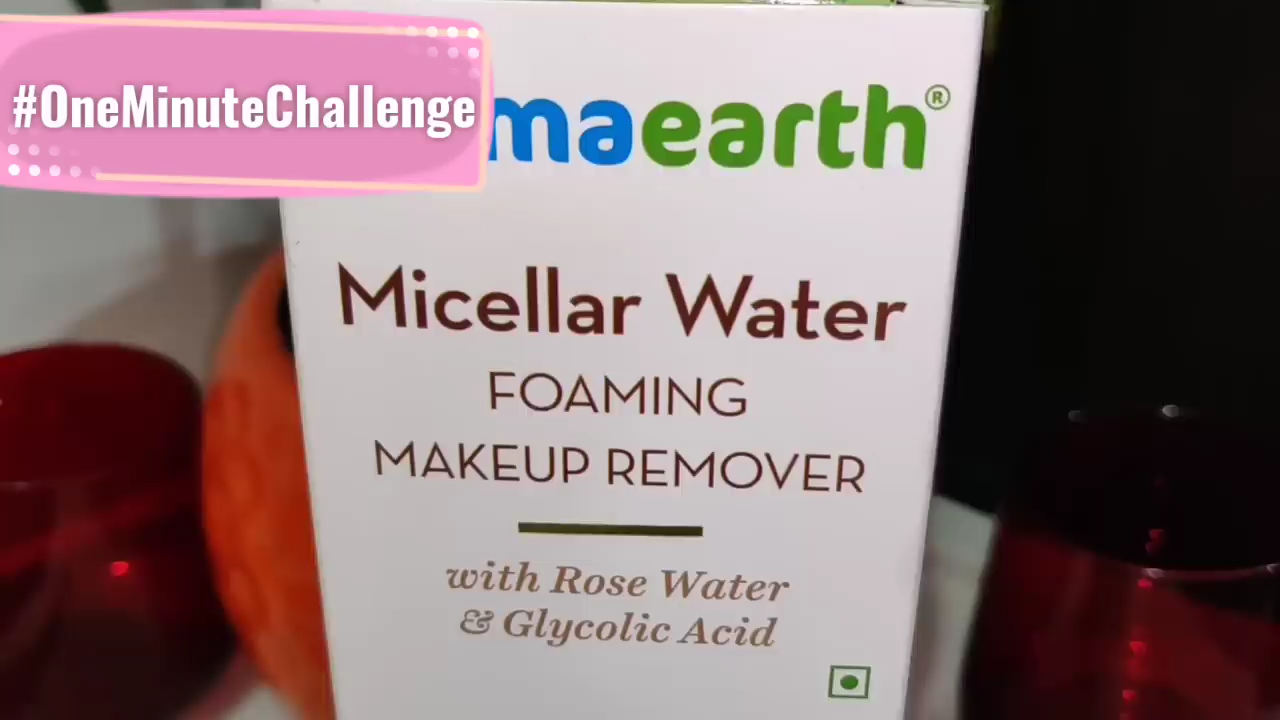 #OneMinuteChallenge
maearth®
Micellar Water
FOAMING
MAKEUP REMOVER
with Rose Water
& Glycolic Acid